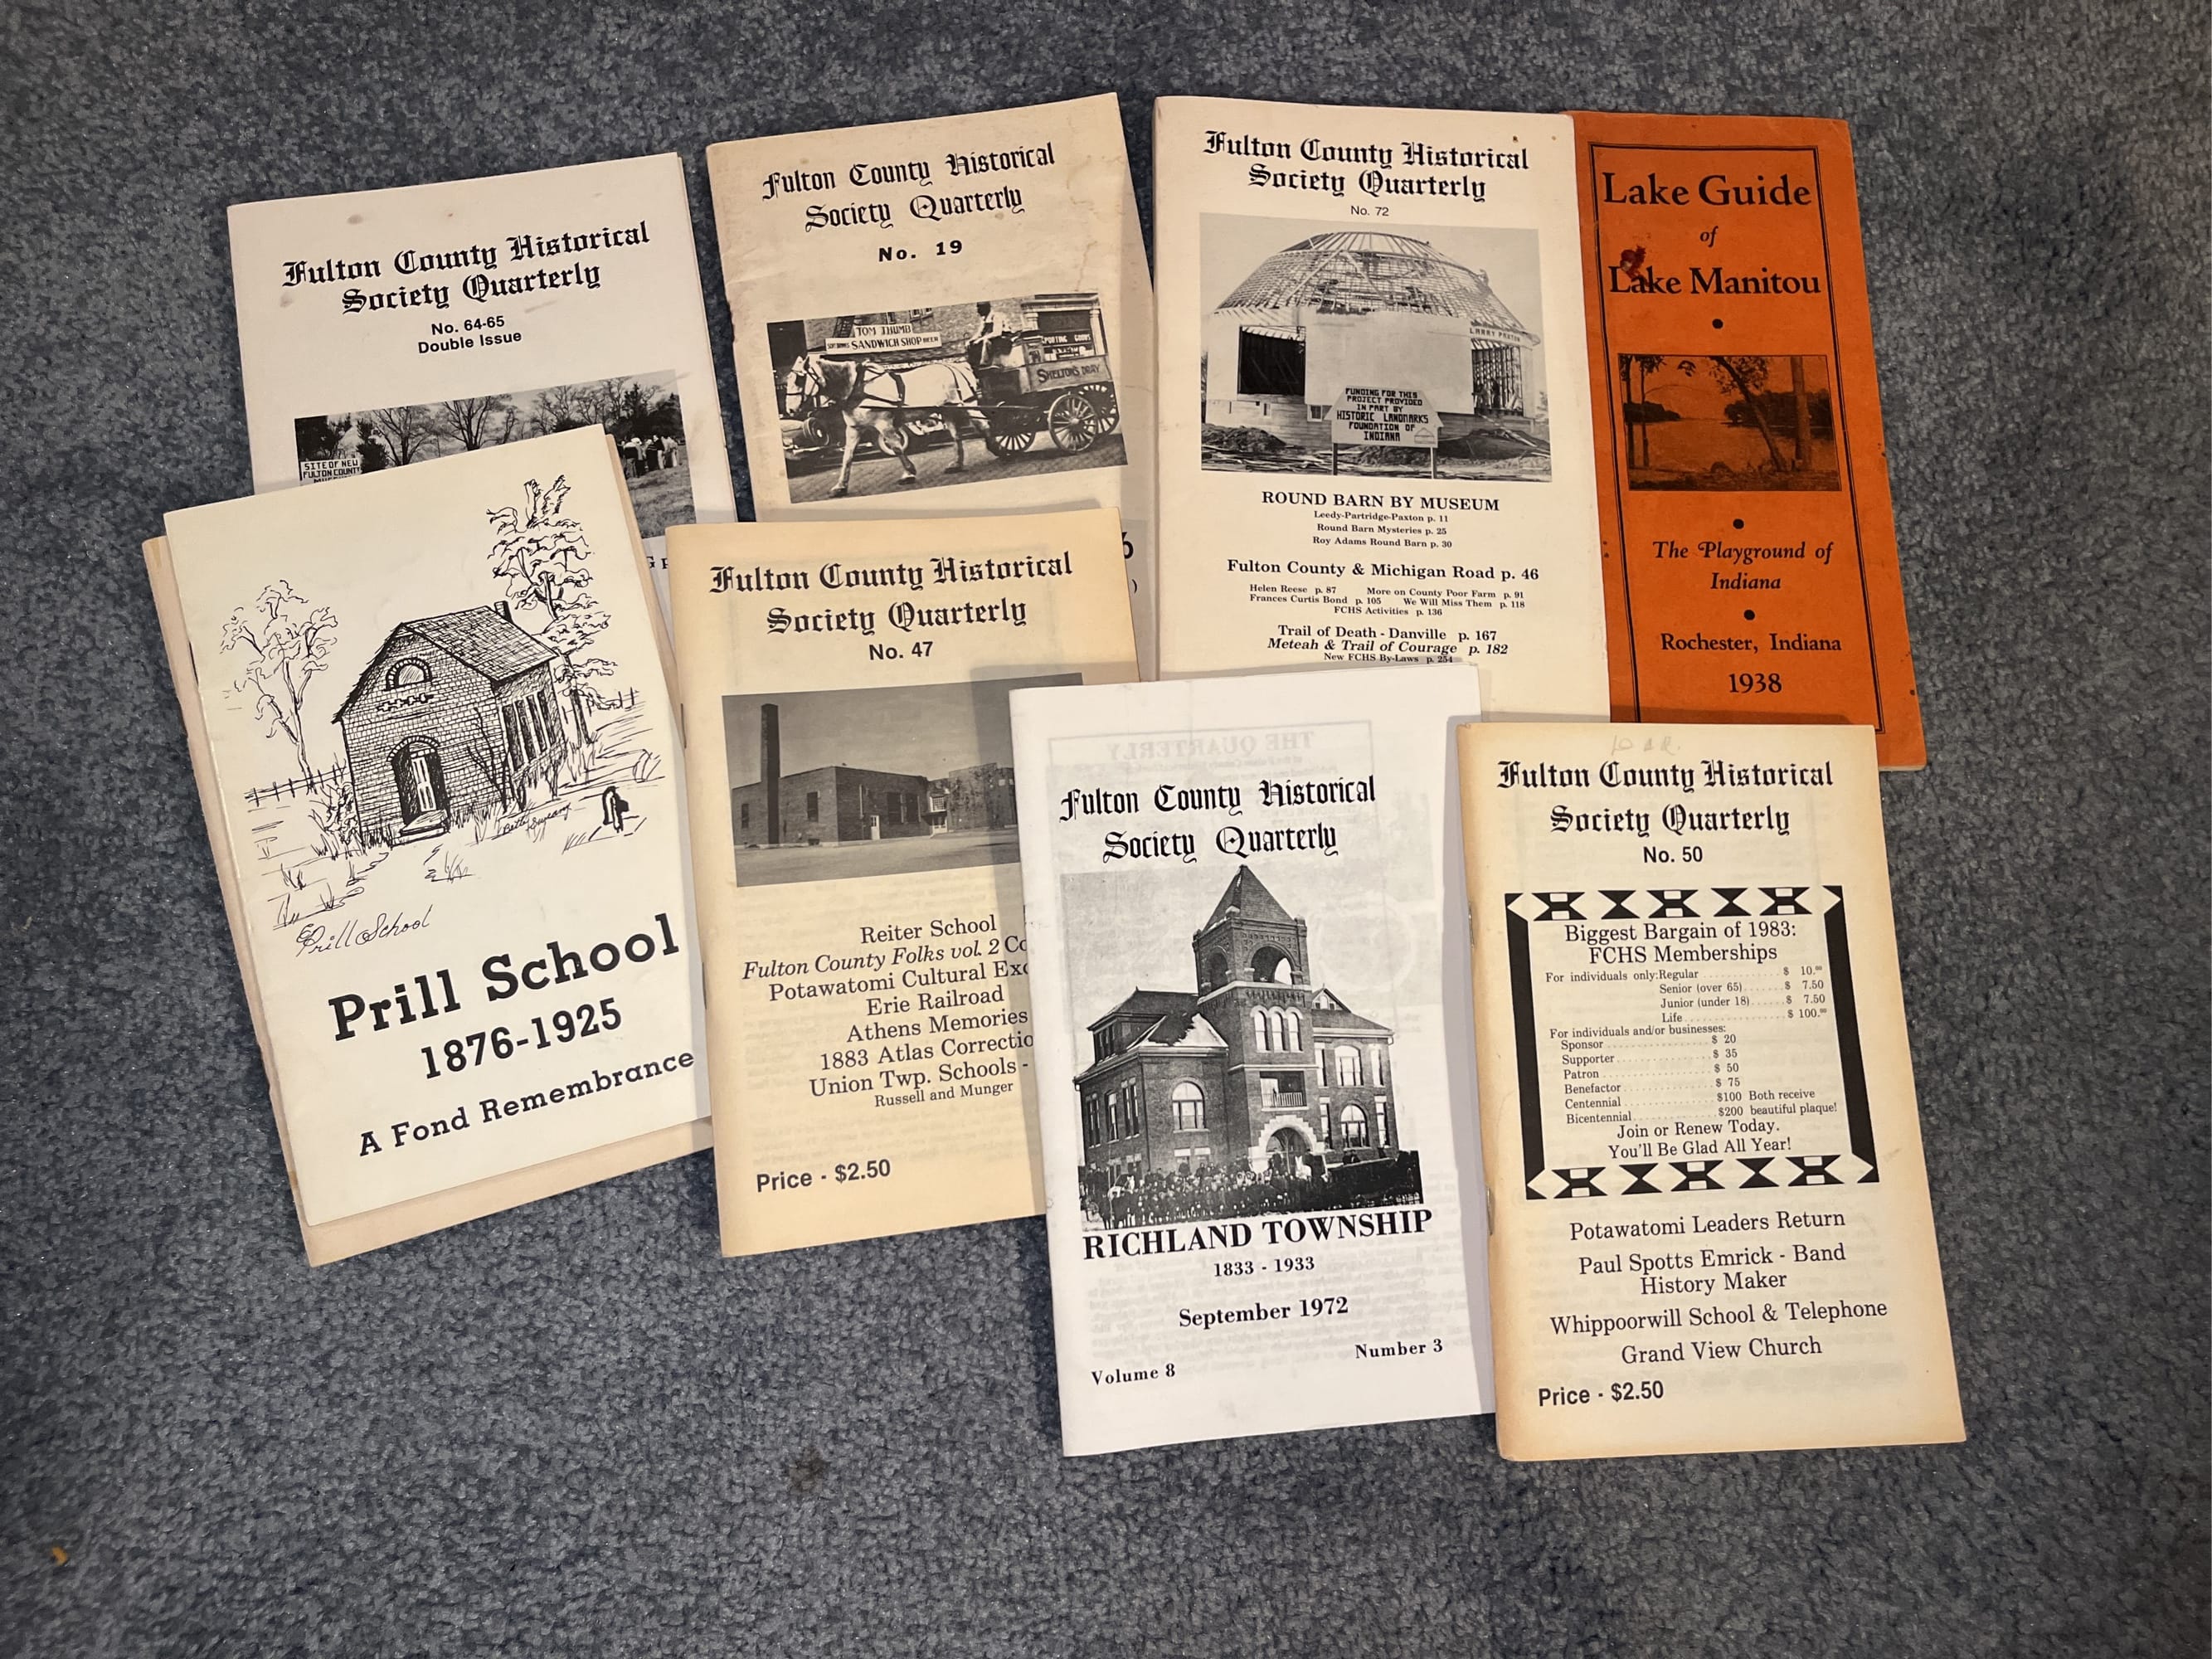 Fulton County Historical
Society Quarterly
No. 64-65
Double Issue
SITE OF NEW
FULTON COUNTY
Fulton County Historical
Society Quarterly
No. 19
TOM THUMB
SANDWICH SHOP BEER
SPORTING GOODS
SHELTON'S DRAY
6
)
Fulton County Historical
Society Quarterly
No. 72
LARRY PAXTON
FUNDING FOR THIS
PROJECT PROVIDED
IN PART BY
HISTORIC LANDMARKS
FOUNDATION OF
INDIANA
ROUND BARN BY MUSEUM
Leedy-Partridge-Paxton p. 11
Round Barn Mysteries p. 25
Roy Adams Round Barn p. 30
Fulton County & Michigan Road p. 46
Helen Reese p. 87 More on County Poor Farm p. 91
Frances Curtis Bond p. 105 We Will Miss Them p. 118
FCHS Activities p. 136
Trail of Death - Danville p. 167
Meteah & Trail of Courage p. 182
New FCHS By-Laws p. 254
Lake Guide
of
Lake Manitou
The Playground of
Indiana
Rochester, Indiana
1938
Prill School
Prill School
1876-1925
A Fond Remembrance
Fulton County Historical
Society Quarterly
No. 47
Reiter School
Fulton County Folks vol. 2 Co
Potawatomi Cultural Exc
Erie Railroad
Athens Memories
1883 Atlas Correctio
Union Twp. Schools -
Russell and Munger
Price - $2.50
THE QUARTERLY
Fulton County Historical
Society Quarterly
RICHLAND TOWNSHIP
1833 - 1933
September 1972
Number 3
Volume 8
Fulton County Historical
Society Quarterly
No. 50
Biggest Bargain of 1983:
FCHS Memberships
For individuals only: Regular $ 10.00
Senior (over 65) $ 7.50
Junior (under 18) $ 7.50
Life $ 100.00
For individuals and/or businesses:
Sponsor $ 20
Supporter $ 35
Patron $ 50
Benefactor $ 75
Centennial $100 Both receive
Bicentennial $200 beautiful plaque!
Join or Renew Today.
You'll Be Glad All Year!
Potawatomi Leaders Return
Paul Spotts Emrick - Band
History Maker
Whippoorwill School & Telephone
Grand View Church
Price - $2.50